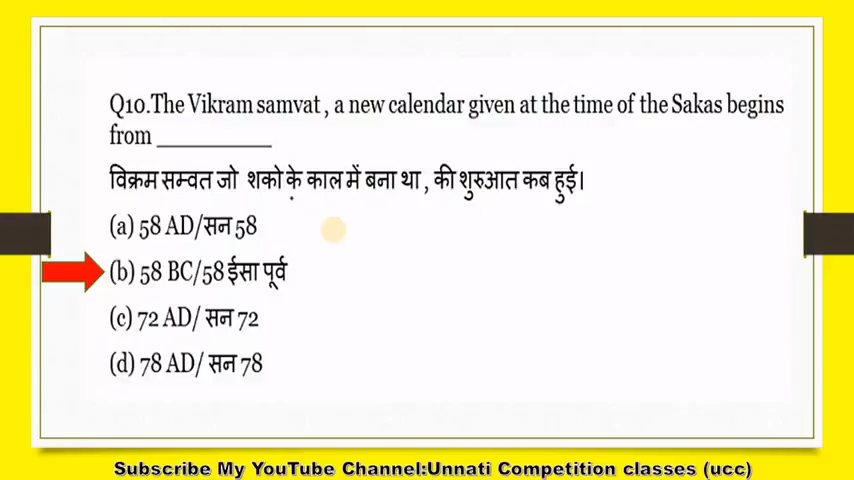 Q10.The Vikram samvat , a new calendar given at the time of the Sakas begins
from __________
विक्रम सम्वत जो शको के काल में बना था , की शुरुआत कब हुई।
(a) 58 AD/सन 58
(b) 58 BC/58 ईसा पूर्व
(c) 72 AD/ सन 72
(d) 78 AD/ सन 78
Subscribe My YouTube Channel:Unnati Competition classes (ucc)